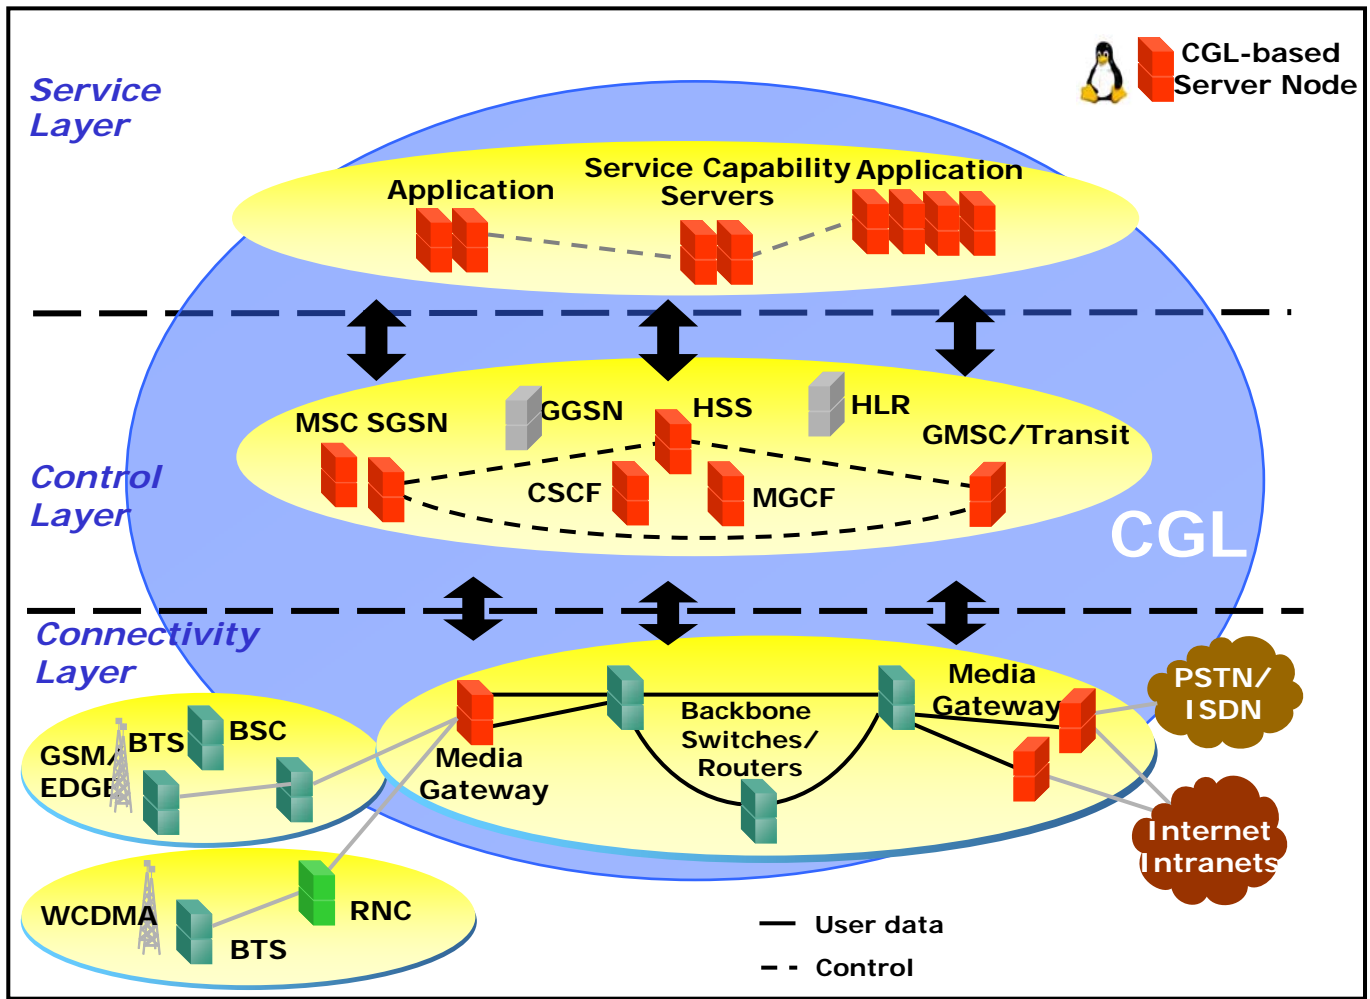 CGL-based
Server Node
Service
Layer
Application
Service Capability
Servers
Application
MSC SGSN
GGSN
HSS
HLR
GMSC/Transit
CSCF
MGCF
Control
Layer
CGL
Connectivity
Layer
Media
Gateway
Backbone
Switches/
Routers
Media
Gateway
PSTN/
ISDN
Internet
Intranets
GSM/
EDGE
BTS
BSC
WCDMA
BTS
RNC
User data
Control